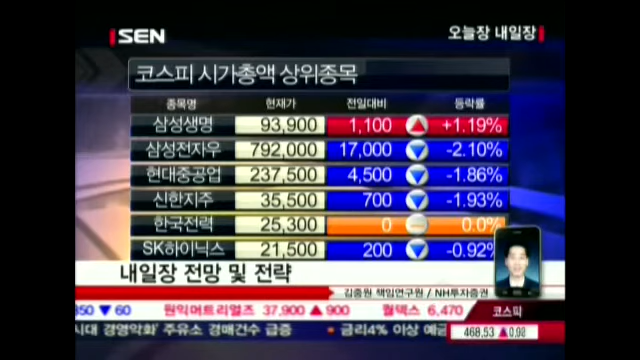 SEN
오늘장 내일장
코스피 시가총액 상위종목
종목명 현재가 전일대비 등락률
삼성생명 93,900 1,100 ▲ +1.19%
삼성전자우 792,000 17,000 ▼ -2.10%
현대중공업 237,500 4,500 ▼ -1.86%
신한지주 35,500 700 ▼ -1.93%
한국전력 25,300 0 - 0.0%
SK하이닉스 21,500 200 ▼ -0.92%
내일장 전망 및 전략
김중원 책임연구원 / NH투자증권
350 ▼ 60 원익머트리얼즈 37,900 ▲ 900 월덱스 6,470
코스피
시대 경영악화' 주유소 경매건수 급증 • 금리4% 이상 예금
468.53 ▲ 0.98